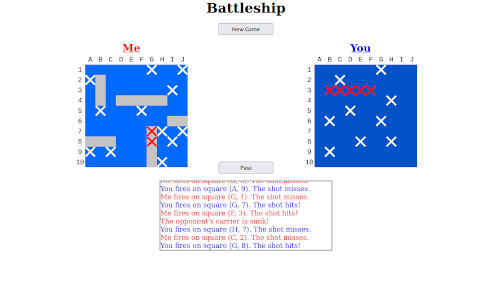 Battleship
New Game
Me
You
A B C D E F G H I J
A B C D E F G H I J
1
2
3
4
5
6
7
8
9
10
1
2
3
4
5
6
7
8
9
10
Pass
You fires on square (A, 9). The shot misses.
Me fires on square (G, 1). The shot misses.
You fires on square (G, 7). The shot hits!
Me fires on square (F, 3). The shot hits!
The opponent's carrier is sunk!
You fires on square (H, 7). The shot misses.
Me fires on square (C, 2). The shot misses.
You fires on square (G, 8). The shot hits!